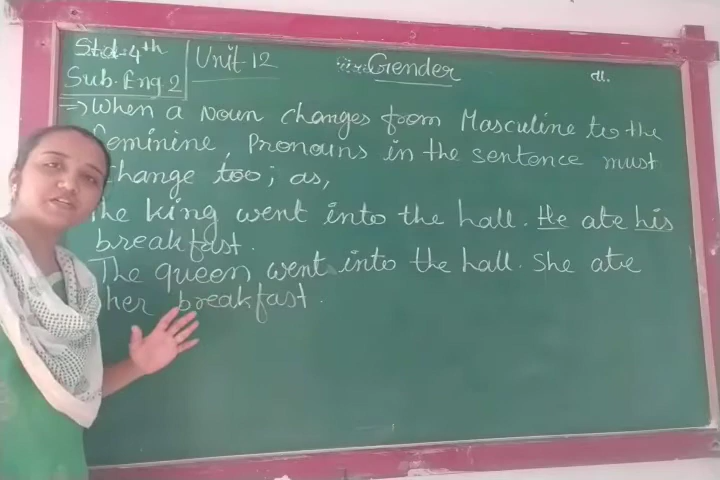 Std-4th
Sub. Eng 2
Unit-12
Gender
⇒ When a Noun changes from Masculine to the
feminine, Pronouns in the sentence must
change too; as,
The king went into the hall. He ate his
breakfast.
The queen went into the hall. She ate
her breakfast.